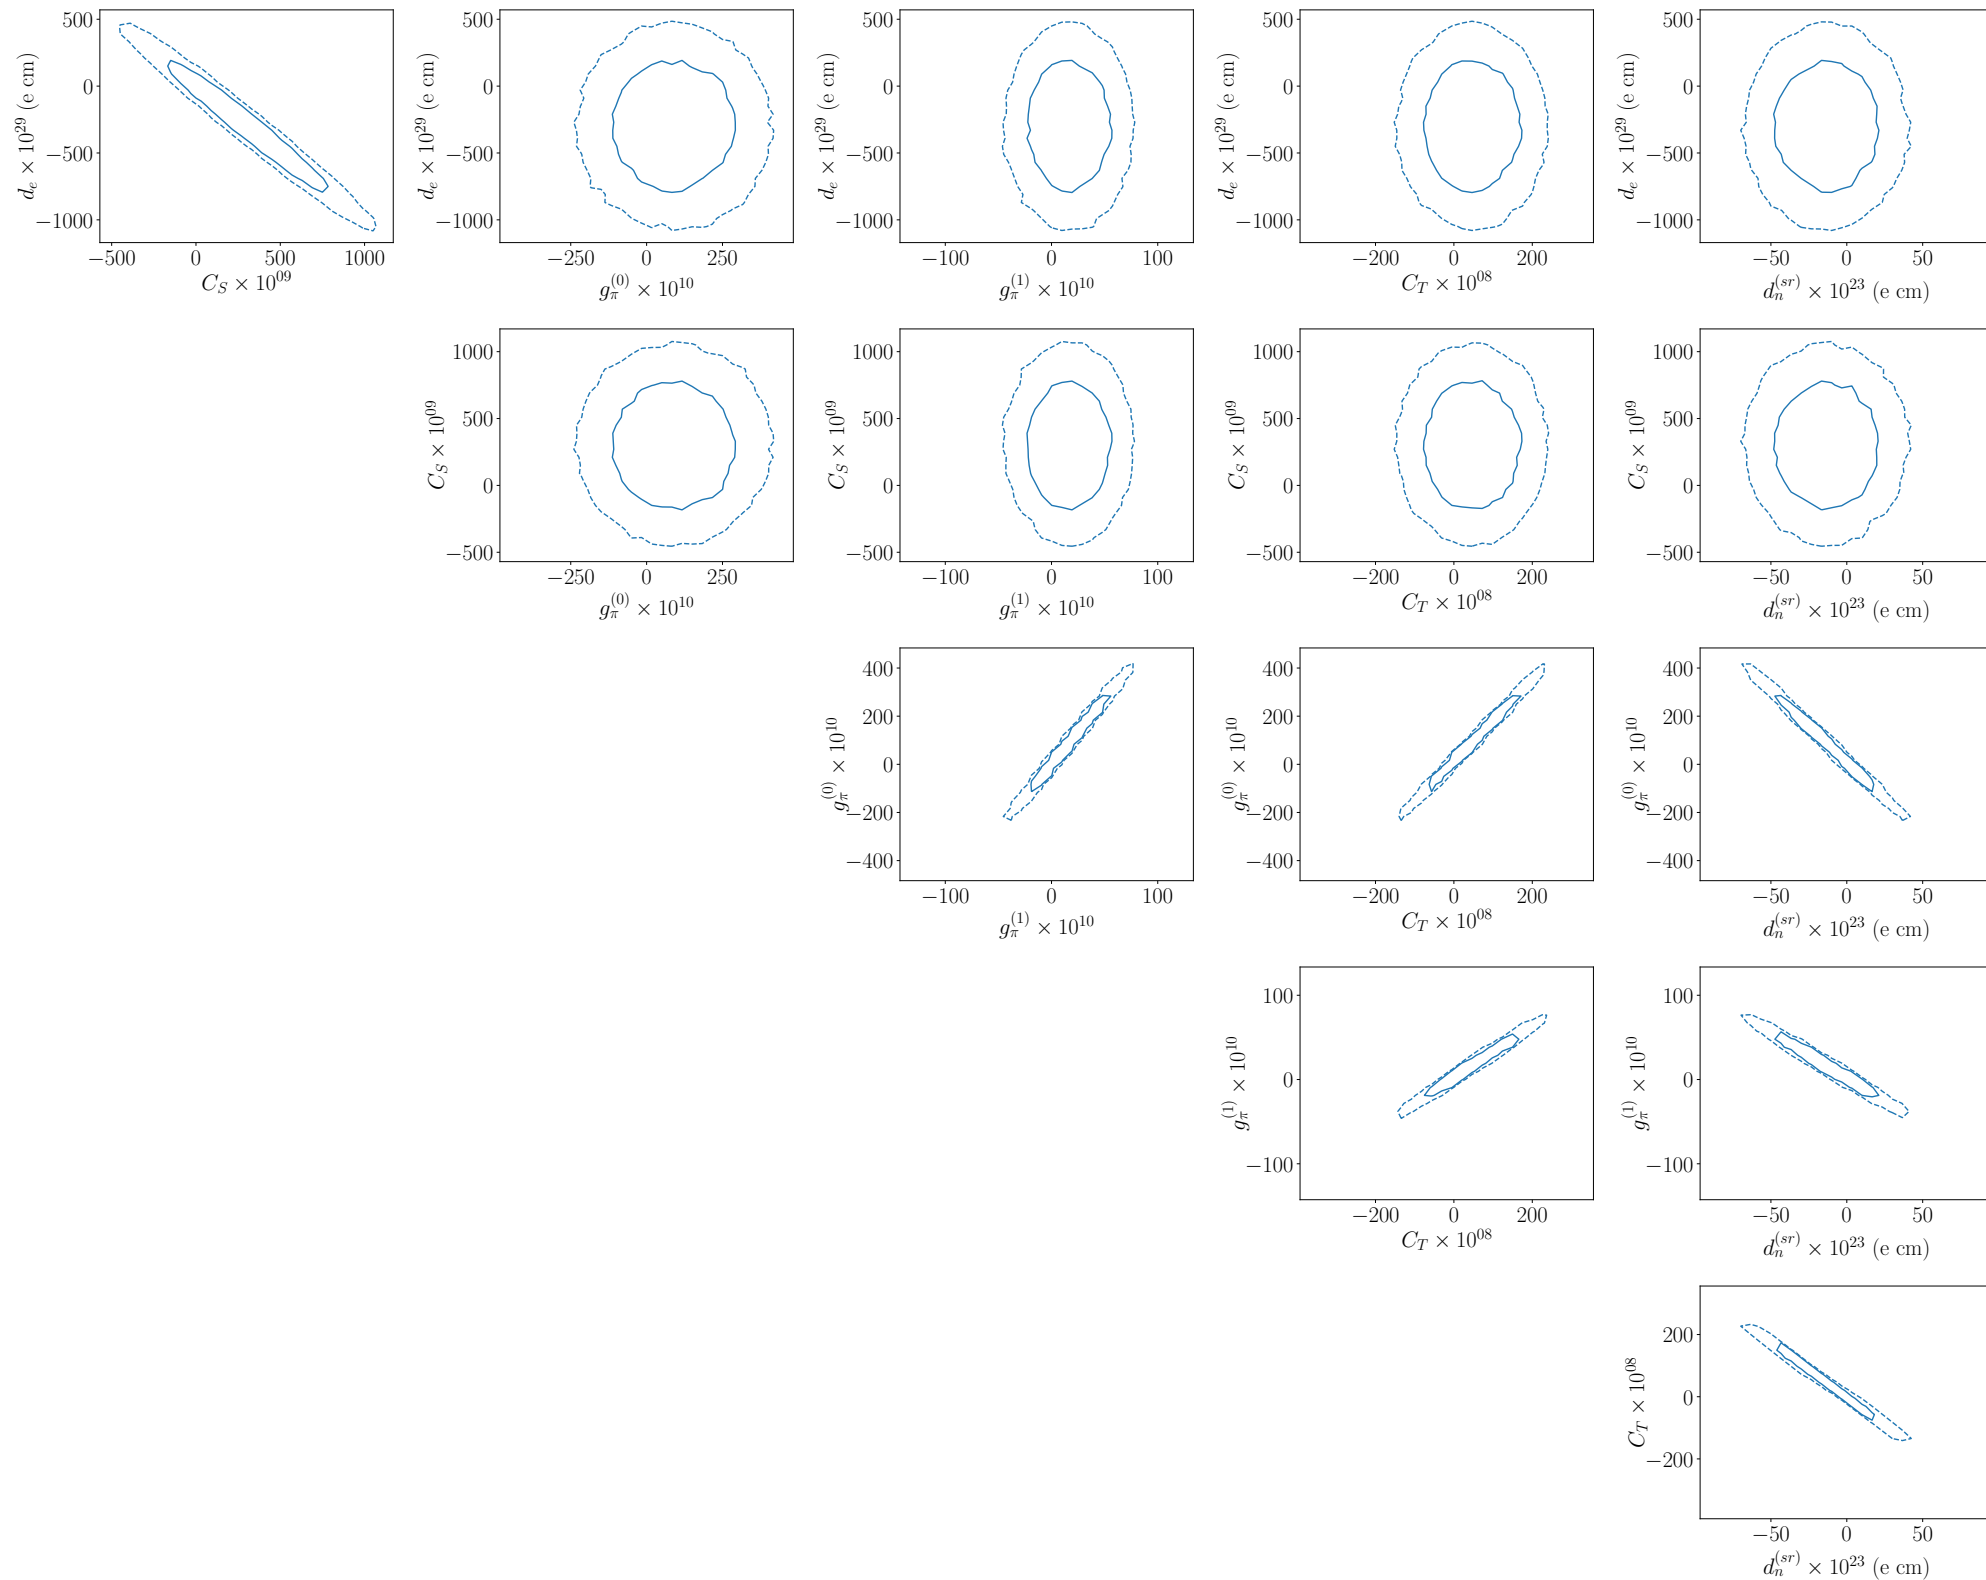 500
0
−500
−1000
d_e × 10^29 (e cm)
−500 0 500 1000
C_S × 10^09
500
0
−500
−1000
d_e × 10^29 (e cm)
−250 0 250
g_π^(0) × 10^10
500
0
−500
−1000
d_e × 10^29 (e cm)
−100 0 100
g_π^(1) × 10^10
500
0
−500
−1000
d_e × 10^29 (e cm)
−200 0 200
C_T × 10^08
500
0
−500
−1000
d_e × 10^29 (e cm)
−50 0 50
d_n^(sr) × 10^23 (e cm)
1000
500
0
−500
C_S × 10^09
−250 0 250
g_π^(0) × 10^10
1000
500
0
−500
C_S × 10^09
−100 0 100
g_π^(1) × 10^10
1000
500
0
−500
C_S × 10^09
−200 0 200
C_T × 10^08
1000
500
0
−500
C_S × 10^09
−50 0 50
d_n^(sr) × 10^23 (e cm)
400
200
0
−200
−400
g_π^(0) × 10^10
−100 0 100
g_π^(1) × 10^10
400
200
0
−200
−400
g_π^(0) × 10^10
−200 0 200
C_T × 10^08
400
200
0
−200
−400
g_π^(0) × 10^10
−50 0 50
d_n^(sr) × 10^23 (e cm)
100
0
−100
g_π^(1) × 10^10
−200 0 200
C_T × 10^08
100
0
−100
g_π^(1) × 10^10
−50 0 50
d_n^(sr) × 10^23 (e cm)
200
0
−200
C_T × 10^08
−50 0 50
d_n^(sr) × 10^23 (e cm)